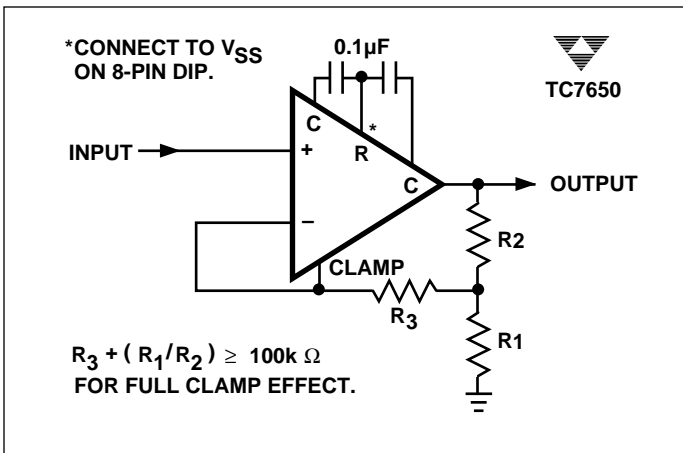 *CONNECT TO VSS
ON 8-PIN DIP.
0.1µF
TC7650
C
*
R
INPUT
+
C
OUTPUT
−
R2
CLAMP
R3
R1
R3 + ( R1/R2 ) ≥ 100k Ω
FOR FULL CLAMP EFFECT.